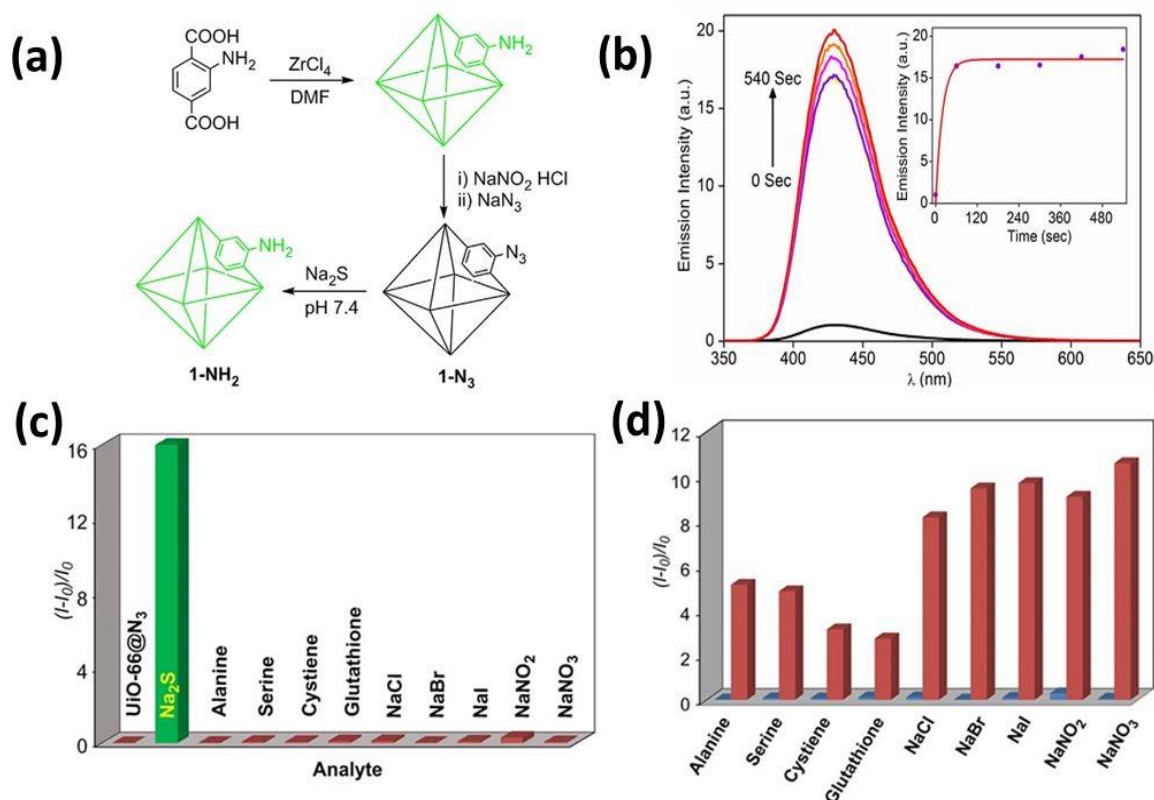 (a)
COOH
NH2
COOH
ZrCl4
DMF
NH2
i) NaNO2 HCl
ii) NaN3
NH2
Na2S
pH 7.4
N3
1-NH2
1-N3
(b)
Emission Intensity (a.u.)
20
15
10
5
0
540 Sec
0 Sec
350 400 450 500 550 600 650
λ (nm)
Emission Intensity (a.u.)
20
15
10
5
0
0 120 240 360 480
Time (sec)
(c)
(I-I0)/I0
16
12
8
4
0
UiO-66@N3
Na2S
Alanine
Serine
Cystiene
Glutathione
NaCl
NaBr
NaI
NaNO2
NaNO3
Analyte
(d)
(I-I0)/I0
12
10
8
6
4
2
0
Alanine
Serine
Cystiene
Glutathione
NaCl
NaBr
NaI
NaNO2
NaNO3